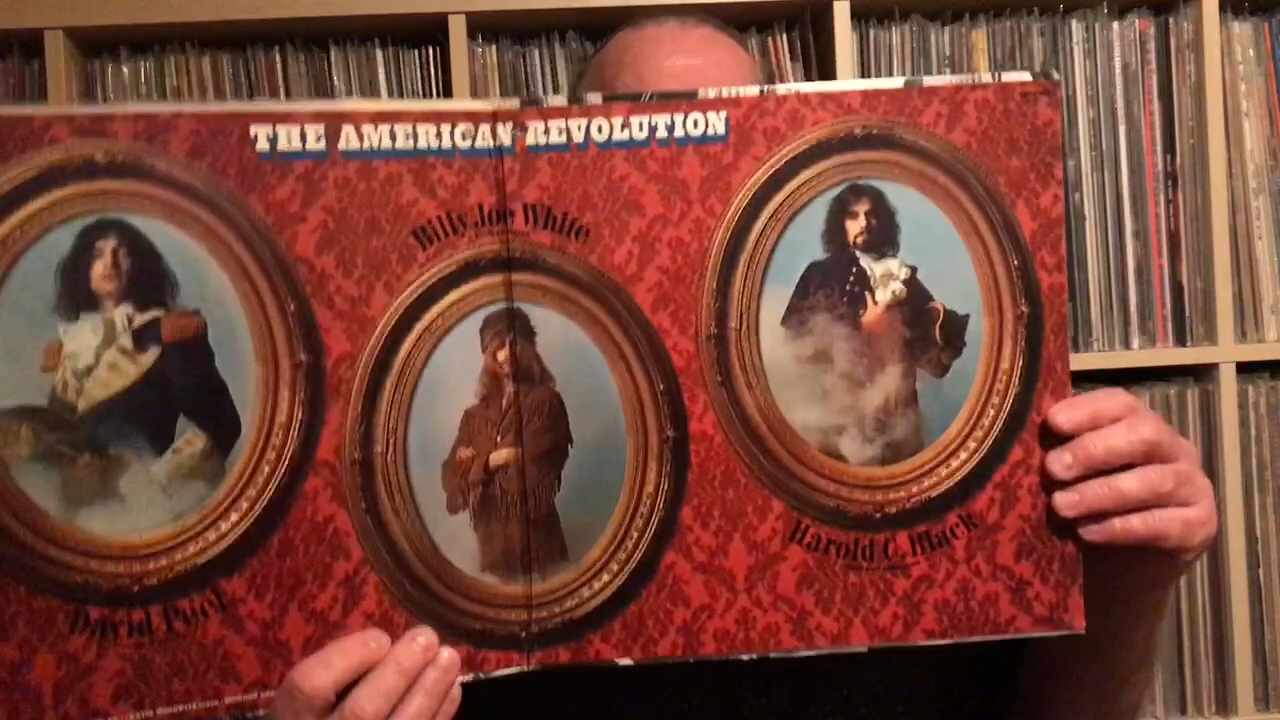 THE AMERICAN REVOLUTION
Billy Joe White
Harold C. Black
David Peel